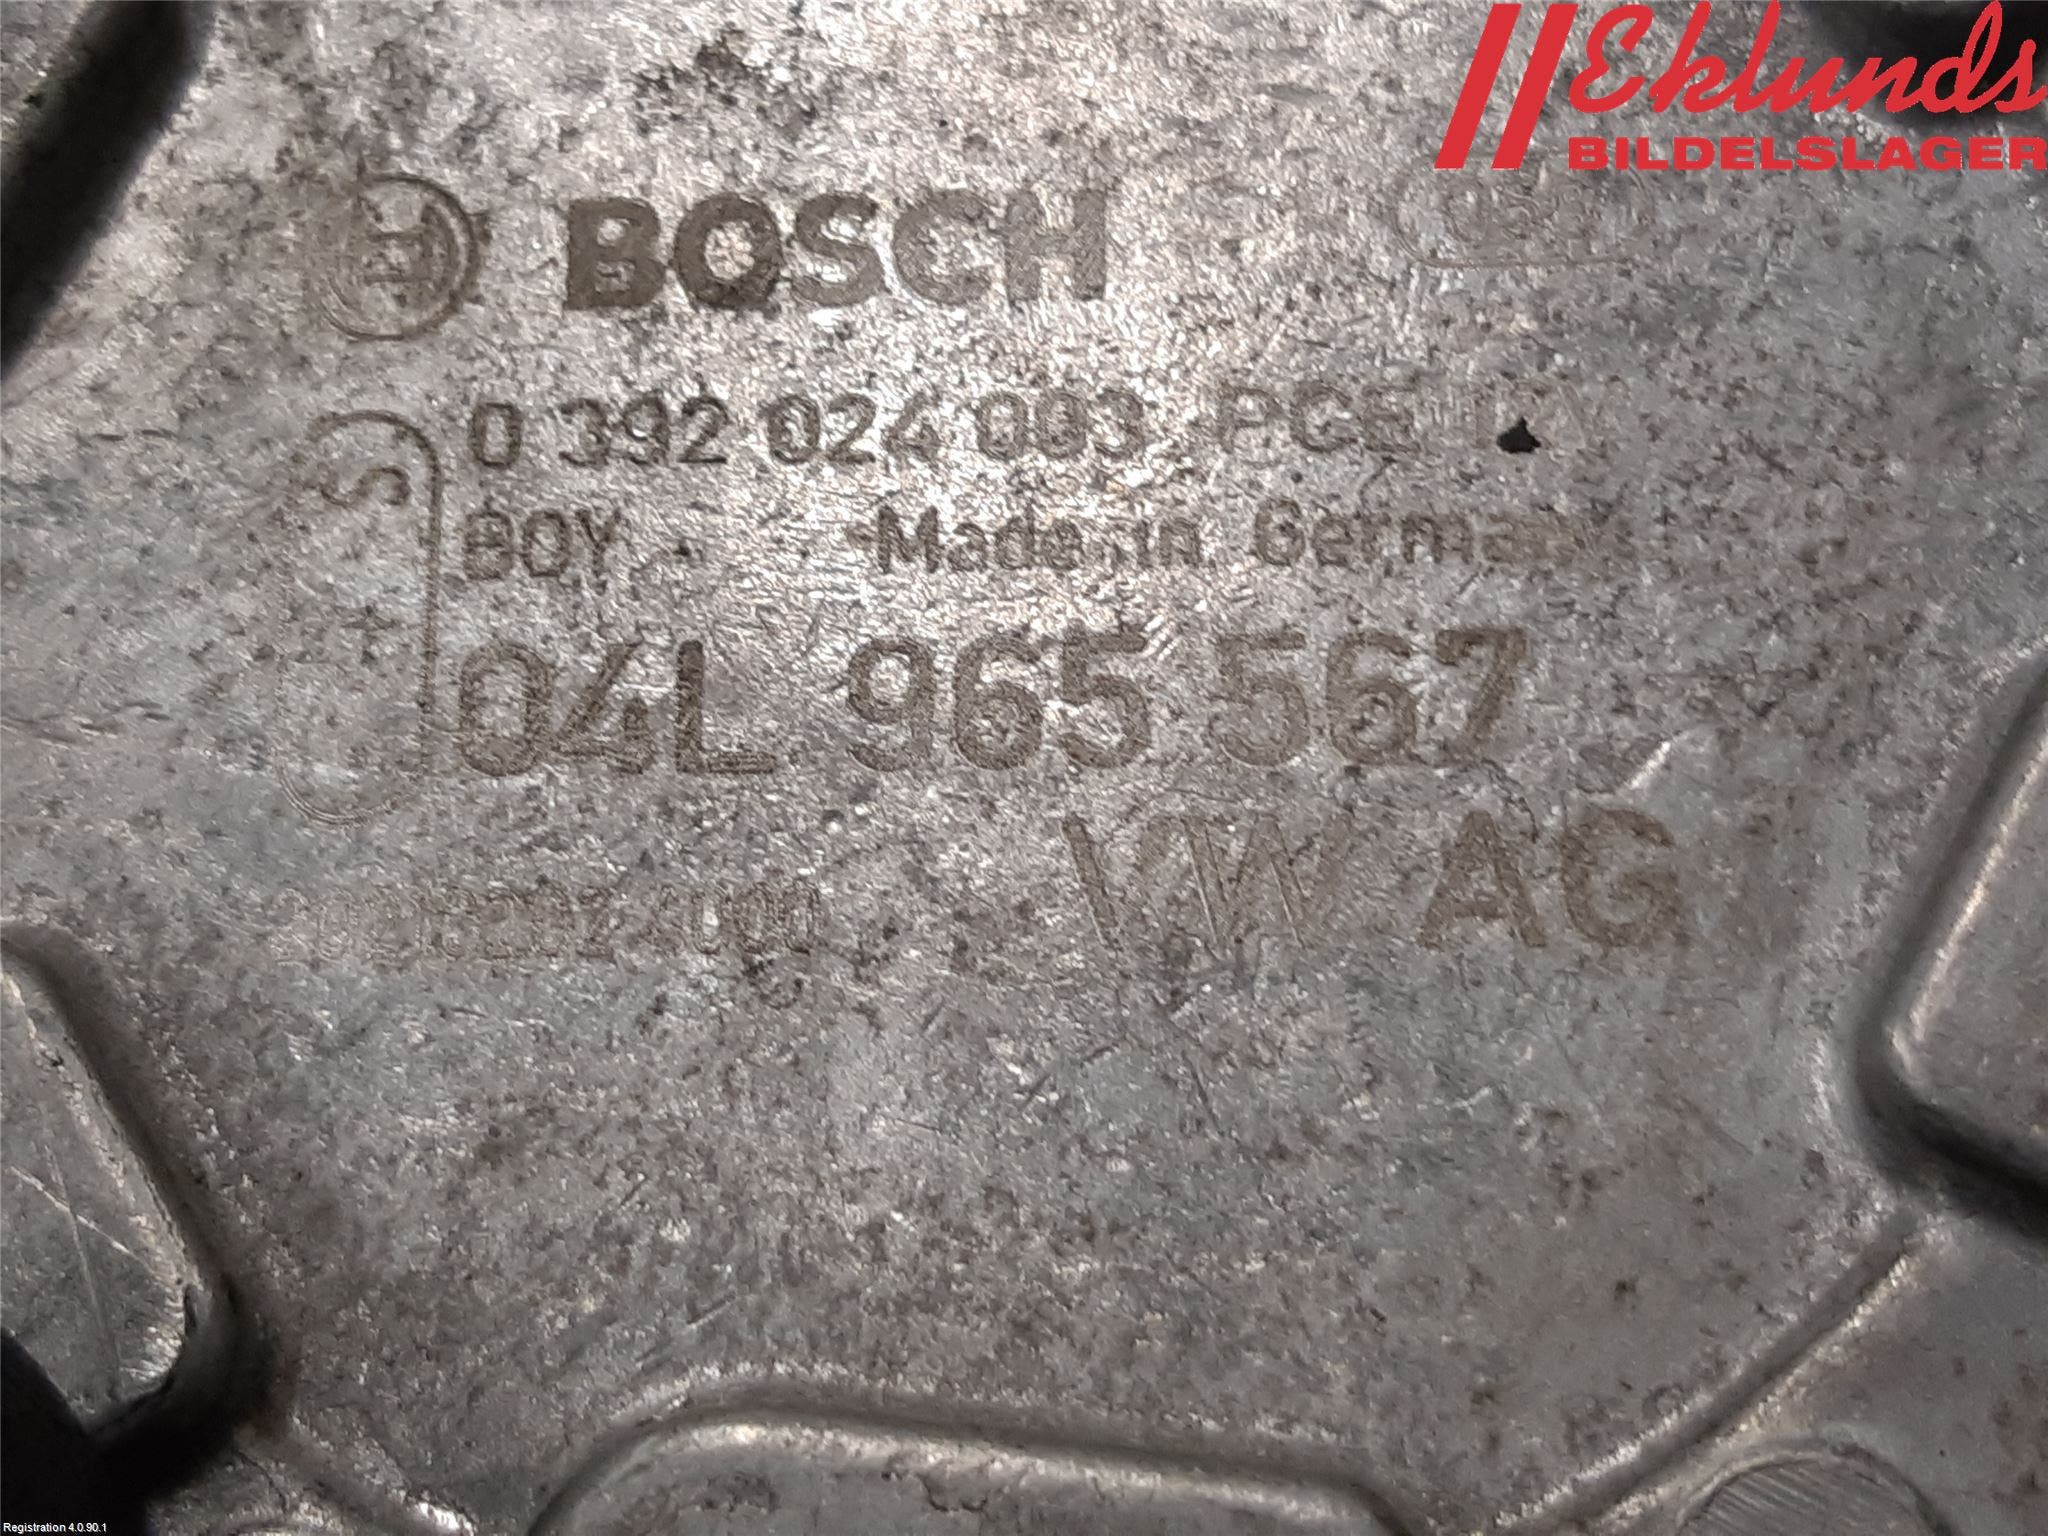 Eklunds
BILDELSLAGER
BOSCH
0 392 024 093 PCE
BOY Made in Germany
04L 965 567
VW AG
Registration 4.0.90.1